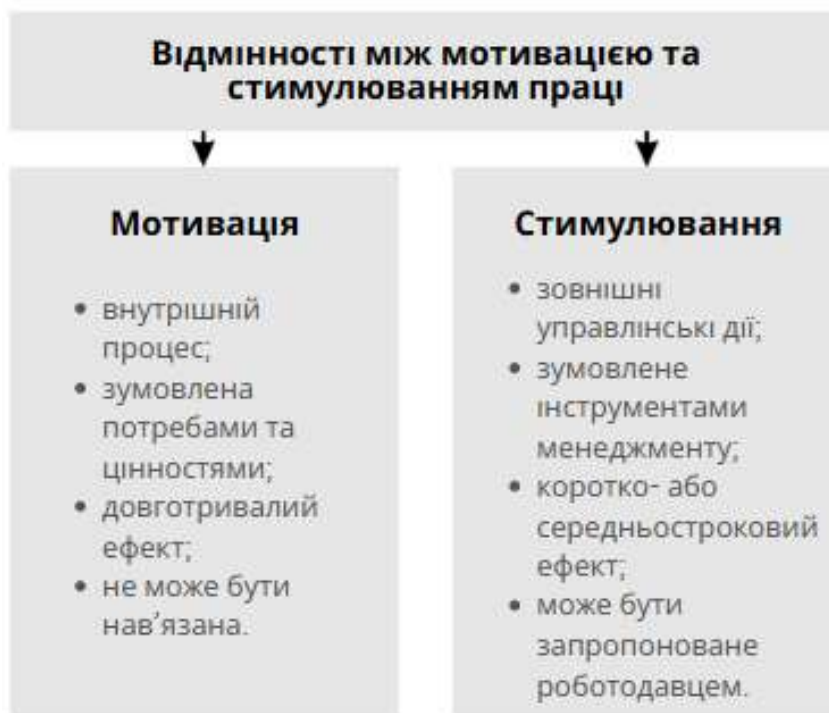 Відмінності між мотивацією та
стимулюванням праці
Мотивація
• внутрішній
процес;
• зумовлена
потребами та
цінностями;
• довготривалий
ефект;
• не може бути
нав’язана.
Стимулювання
• зовнішні
управлінські дії;
• зумовлене
інструментами
менеджменту;
• коротко- або
середньостроковий
ефект;
• може бути
запропоноване
роботодавцем.